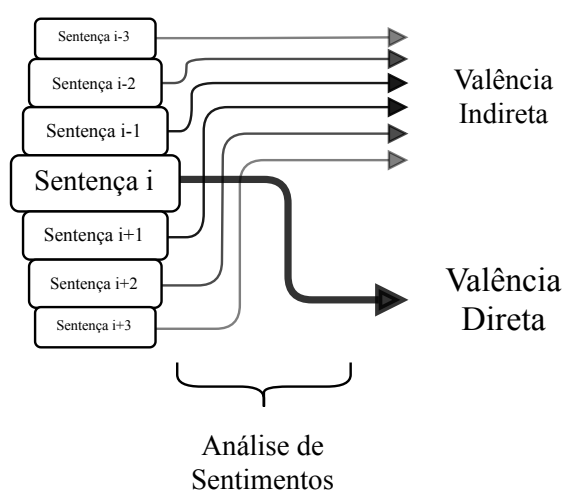 Sentença i-3
Sentença i-2
Sentença i-1
Sentença i
Sentença i+1
Sentença i+2
Sentença i+3
Valência
Indireta
Valência
Direta
Análise de
Sentimentos